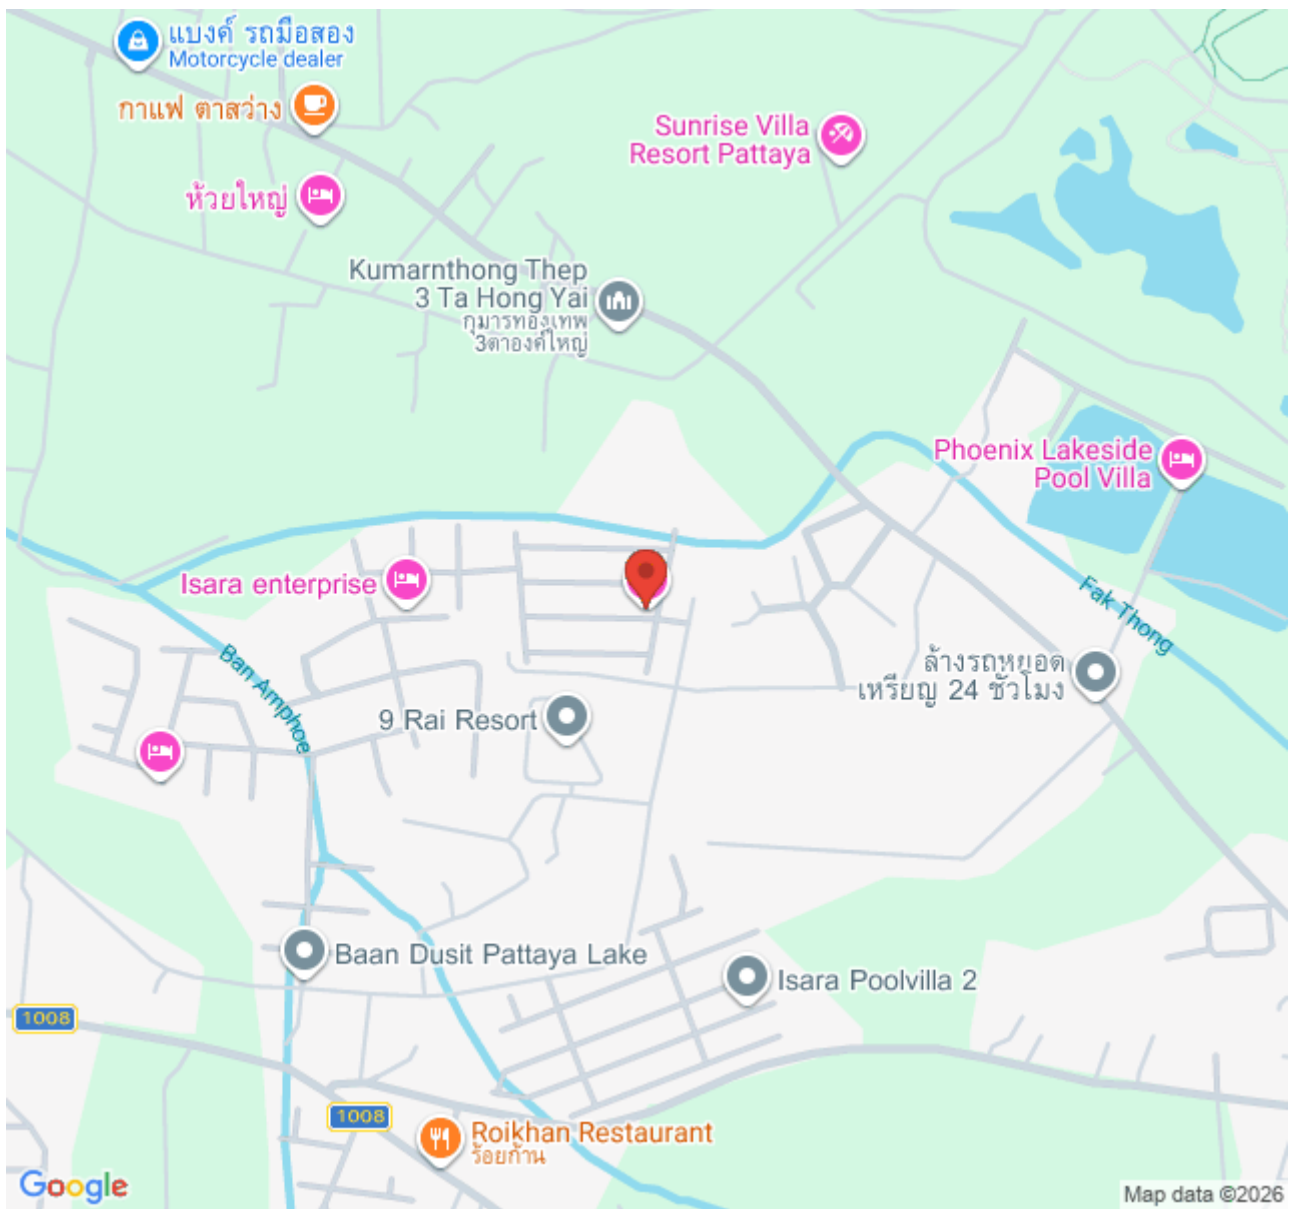 แบงค์ รถมือสอง
Motorcycle dealer
กาแฟ ตาสว่าง
Sunrise Villa
Resort Pattaya
ห้วยใหญ่
Kumarnthong Thep
3 Ta Hong Yai
กุมารทองเทพ
3ตาองค์ใหญ่
Phoenix Lakeside
Pool Villa
Isara enterprise
Fak Thong
Ban Amphoe
ล้างรถหยอด
เหรียญ 24 ชั่วโมง
9 Rai Resort
Baan Dusit Pattaya Lake
Isara Poolvilla 2
1008
1008
Roikhan Restaurant
ร้อยก้าน
Google
Map data ©2026